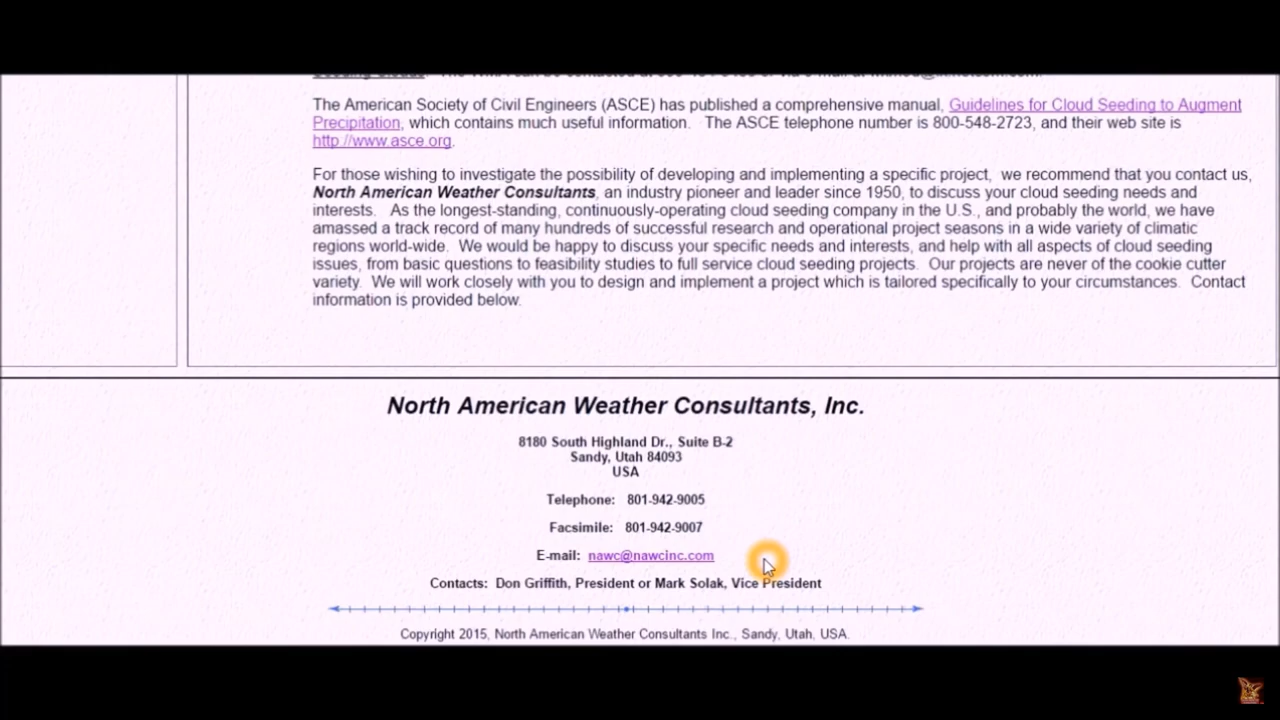 The American Society of Civil Engineers (ASCE) has published a comprehensive manual, Guidelines for Cloud Seeding to Augment
Precipitation, which contains much useful information. The ASCE telephone number is 800-548-2723, and their web site is
http://www.asce.org.
For those wishing to investigate the possibility of developing and implementing a specific project, we recommend that you contact us,
North American Weather Consultants, an industry pioneer and leader since 1950, to discuss your cloud seeding needs and
interests. As the longest-standing, continuously-operating cloud seeding company in the U.S., and probably the world, we have
amassed a track record of many hundreds of successful research and operational project seasons in a wide variety of climatic
regions world-wide. We would be happy to discuss your specific needs and interests, and help with all aspects of cloud seeding
issues, from basic questions to feasibility studies to full service cloud seeding projects. Our projects are never of the cookie cutter
variety. We will work closely with you to design and implement a project which is tailored specifically to your circumstances. Contact
information is provided below.
North American Weather Consultants, Inc.
8180 South Highland Dr., Suite B-2
Sandy, Utah 84093
USA
Telephone: 801-942-9005
Facsimile: 801-942-9007
E-mail: nawc@nawcinc.com
Contacts: Don Griffith, President or Mark Solak, Vice President
Copyright 2015, North American Weather Consultants Inc., Sandy, Utah, USA.